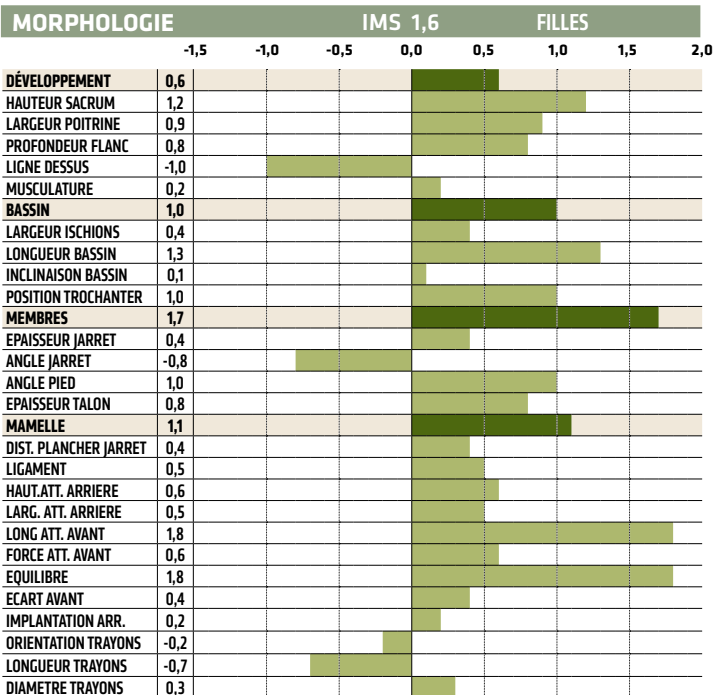 MORPHOLOGIE IMS 1,6 FILLES
-1,5 -1,0 -0,5 0,0 0,5 1,0 1,5 2,0
DÉVELOPPEMENT 0,6
HAUTEUR SACRUM 1,2
LARGEUR POITRINE 0,9
PROFONDEUR FLANC 0,8
LIGNE DESSUS -1,0
MUSCULATURE 0,2
BASSIN 1,0
LARGEUR ISCHIONS 0,4
LONGUEUR BASSIN 1,3
INCLINAISON BASSIN 0,1
POSITION TROCHANTER 1,0
MEMBRES 1,7
EPAISSEUR JARRET 0,4
ANGLE JARRET -0,8
ANGLE PIED 1,0
EPAISSEUR TALON 0,8
MAMELLE 1,1
DIST. PLANCHER JARRET 0,4
LIGAMENT 0,5
HAUT.ATT. ARRIERE 0,6
LARG. ATT. ARRIERE 0,5
LONG ATT. AVANT 1,8
FORCE ATT. AVANT 0,6
EQUILIBRE 1,8
ECART AVANT 0,4
IMPLANTATION ARR. 0,2
ORIENTATION TRAYONS -0,2
LONGUEUR TRAYONS -0,7
DIAMETRE TRAYONS 0,3